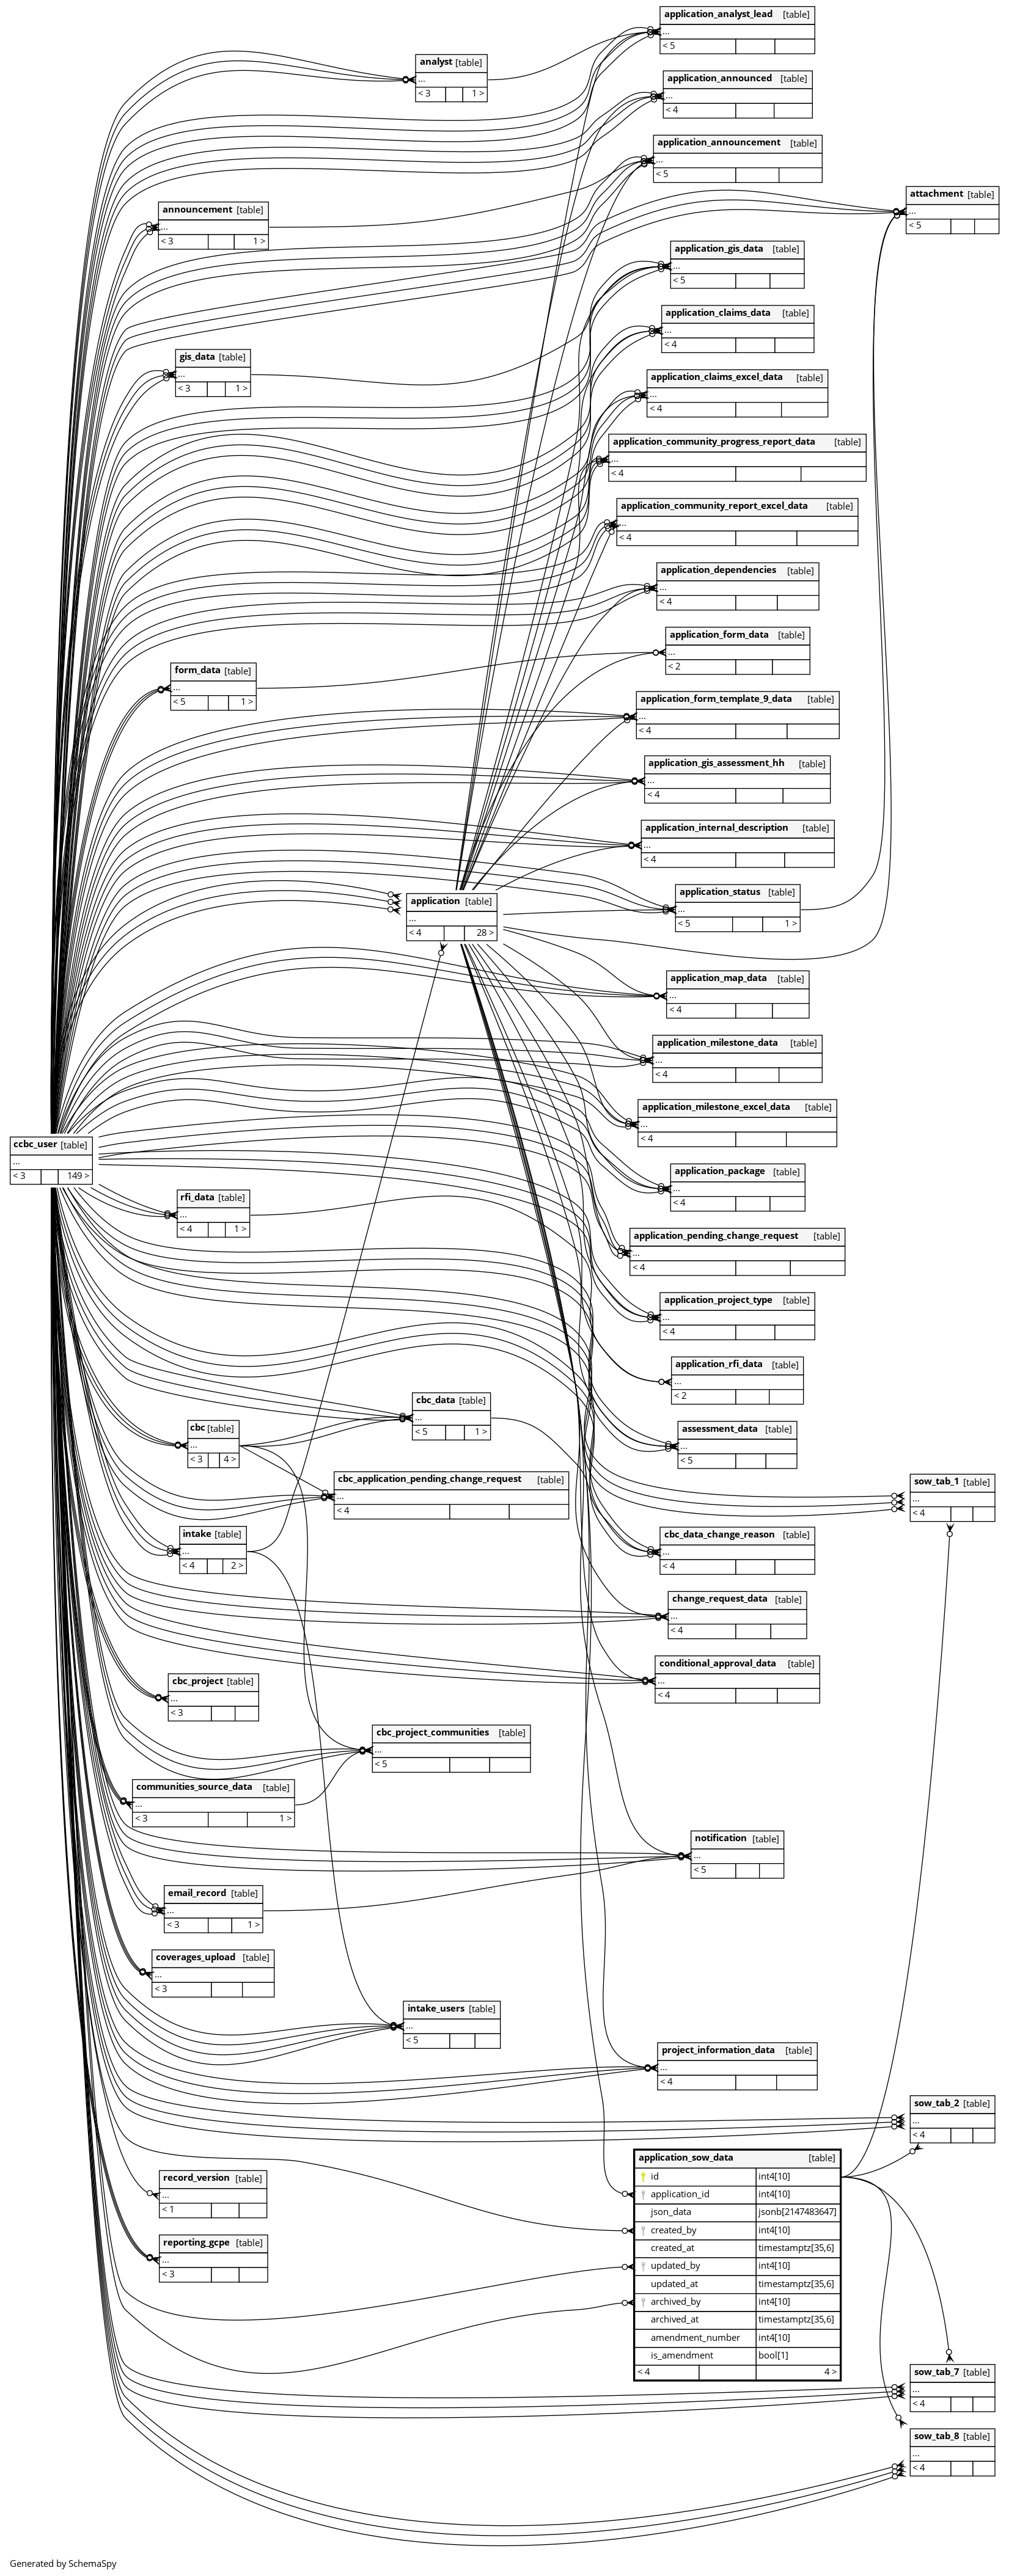 application_analyst_lead [table]
...
< 5
analyst [table]
...
< 3 1 >
application_announced [table]
...
< 4
application_announcement [table]
...
< 5
attachment [table]
...
< 5
announcement [table]
...
< 3 1 >
application_gis_data [table]
...
< 5
application_claims_data [table]
...
< 4
gis_data [table]
...
< 3 1 >
application_claims_excel_data [table]
...
< 4
application_community_progress_report_data [table]
...
< 4
application_community_report_excel_data [table]
...
< 4
application_dependencies [table]
...
< 4
application_form_data [table]
...
< 2
form_data [table]
...
< 5 1 >
application_form_template_9_data [table]
...
< 4
application_gis_assessment_hh [table]
...
< 4
application_internal_description [table]
...
< 4
application_status [table]
...
< 5 1 >
application [table]
...
< 4 28 >
application_map_data [table]
...
< 4
application_milestone_data [table]
...
< 4
application_milestone_excel_data [table]
...
< 4
ccbc_user [table]
...
< 3 149 >
application_package [table]
...
< 4
rfi_data [table]
...
< 4 1 >
application_pending_change_request [table]
...
< 4
application_project_type [table]
...
< 4
application_rfi_data [table]
...
< 2
cbc_data [table]
...
< 5 1 >
cbc [table]
...
< 3 4 >
assessment_data [table]
...
< 5
cbc_application_pending_change_request [table]
...
< 4
sow_tab_1 [table]
...
< 4
intake [table]
...
< 4 2 >
cbc_data_change_reason [table]
...
< 4
change_request_data [table]
...
< 4
conditional_approval_data [table]
...
< 4
cbc_project [table]
...
< 3
cbc_project_communities [table]
...
< 5
communities_source_data [table]
...
< 3 1 >
notification [table]
...
< 5
email_record [table]
...
< 3 1 >
coverages_upload [table]
...
< 3
intake_users [table]
...
< 5
project_information_data [table]
...
< 4
sow_tab_2 [table]
...
< 4
application_sow_data [table]
id int4[10]
application_id int4[10]
json_data jsonb[2147483647]
created_by int4[10]
created_at timestamptz[35,6]
updated_by int4[10]
updated_at timestamptz[35,6]
archived_by int4[10]
archived_at timestamptz[35,6]
amendment_number int4[10]
is_amendment bool[1]
< 4 4 >
record_version [table]
...
< 1
reporting_gcpe [table]
...
< 3
sow_tab_7 [table]
...
< 4
sow_tab_8 [table]
...
< 4
Generated by SchemaSpy